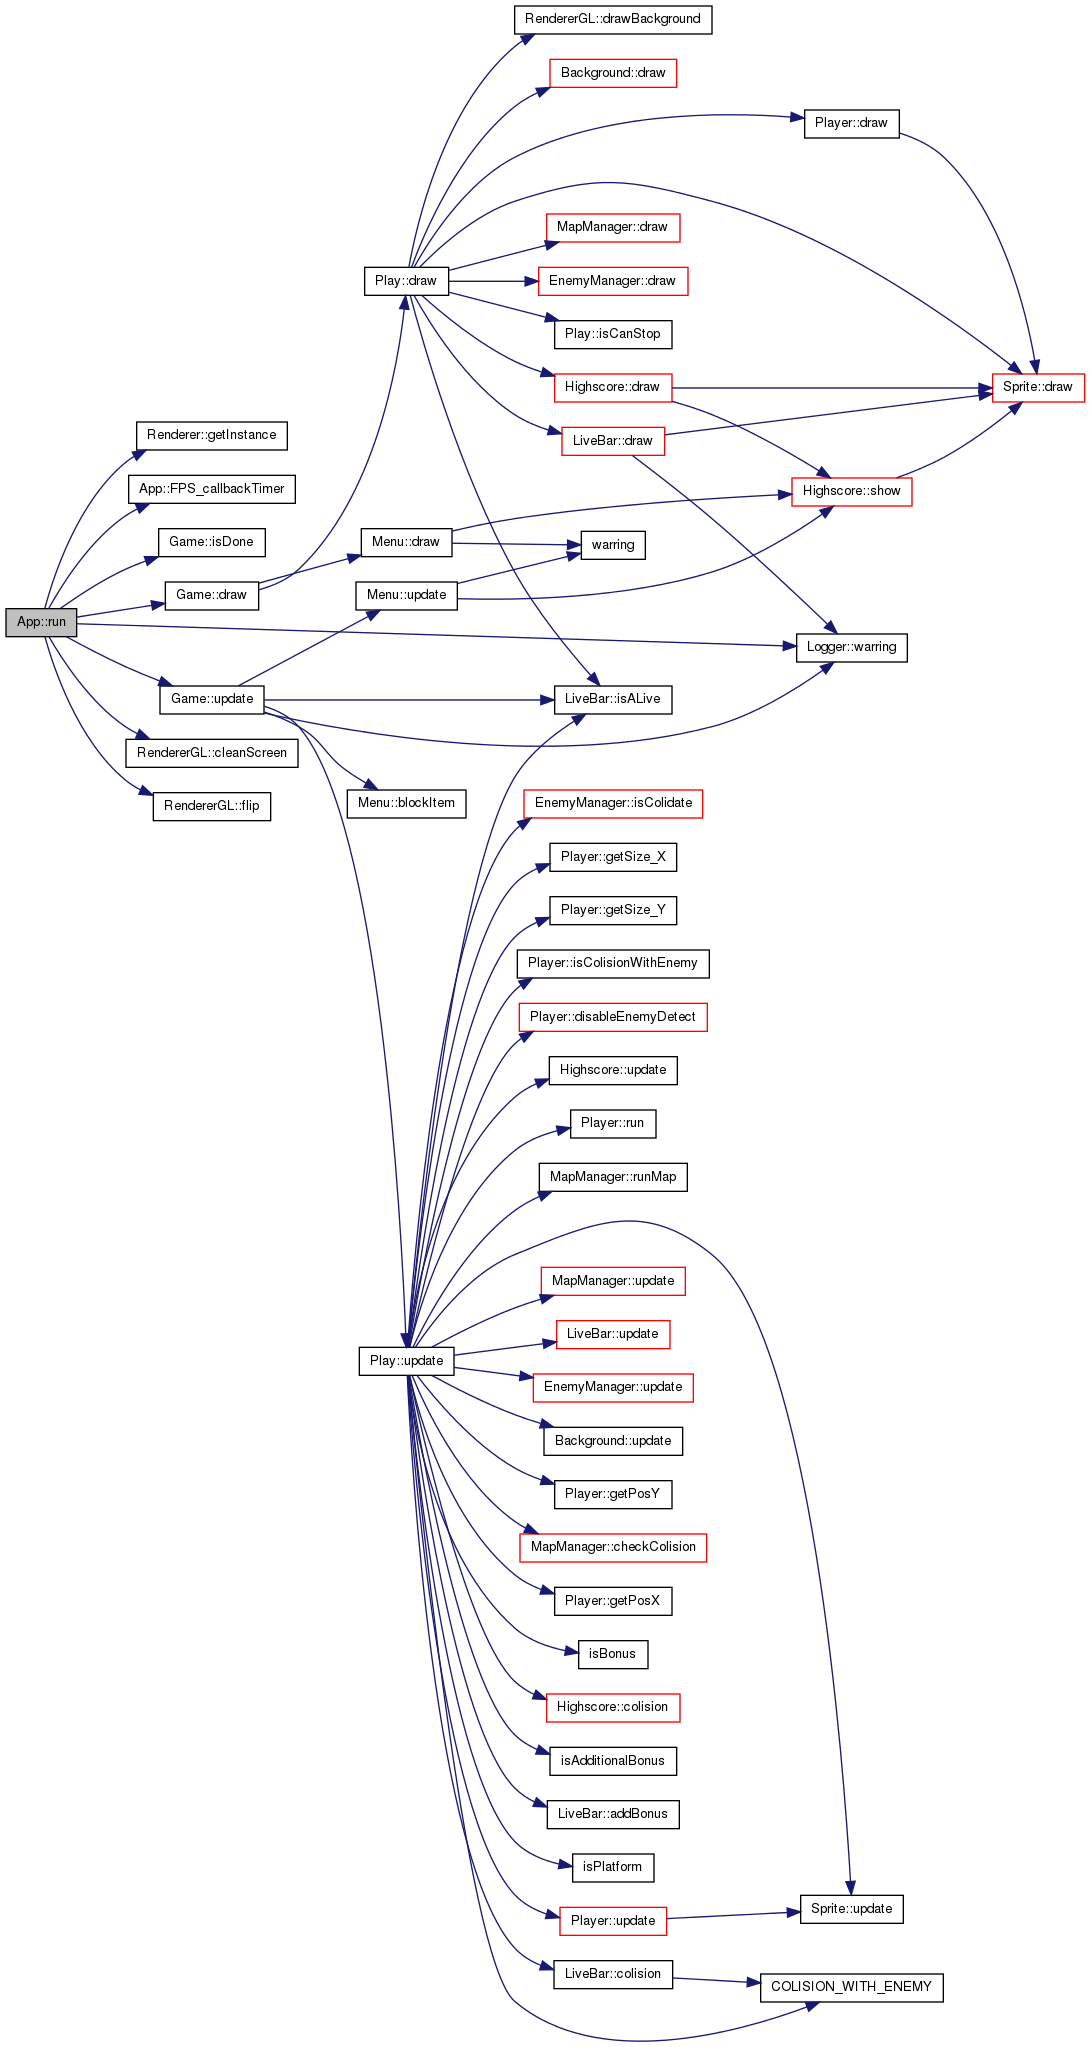 RendererGL::drawBackground
Background::draw
Player::draw
MapManager::draw
Play::draw
EnemyManager::draw
Play::isCanStop
Highscore::draw
Sprite::draw
Renderer::getInstance
LiveBar::draw
App::FPS_callbackTimer
Highscore::show
Game::isDone
Menu::draw
warring
Game::draw
Menu::update
App::run
Logger::warring
Game::update
LiveBar::isALive
RendererGL::cleanScreen
RendererGL::flip
Menu::blockItem
EnemyManager::isColidate
Player::getSize_X
Player::getSize_Y
Player::isColisionWithEnemy
Player::disableEnemyDetect
Highscore::update
Player::run
MapManager::runMap
MapManager::update
LiveBar::update
Play::update
EnemyManager::update
Background::update
Player::getPosY
MapManager::checkColision
Player::getPosX
isBonus
Highscore::colision
isAdditionalBonus
LiveBar::addBonus
isPlatform
Sprite::update
Player::update
LiveBar::colision
COLISION_WITH_ENEMY